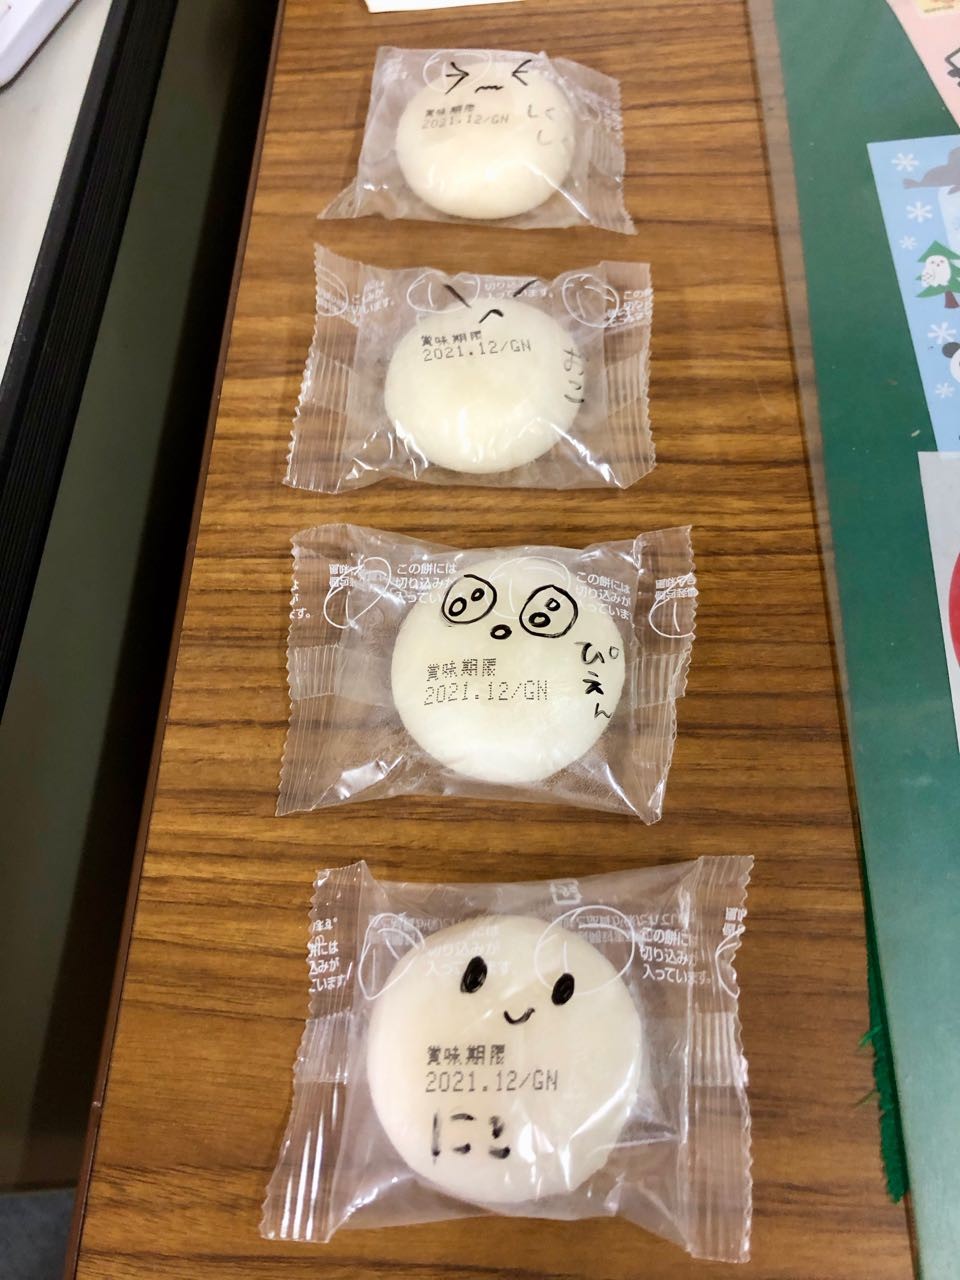 賞味期限
2021.12/GN
しく
しく
この餅には
切り込みが
入っています。
賞味期限
2021.12/GN
おこ
この餅には
切り込みが
入っていま
この餅には
切り込みが
入っています。
賞味期限
2021.12/GN
ぴえん
この餅に
切り込みが
入っています
賞味期限
2021.12/GN
にこ